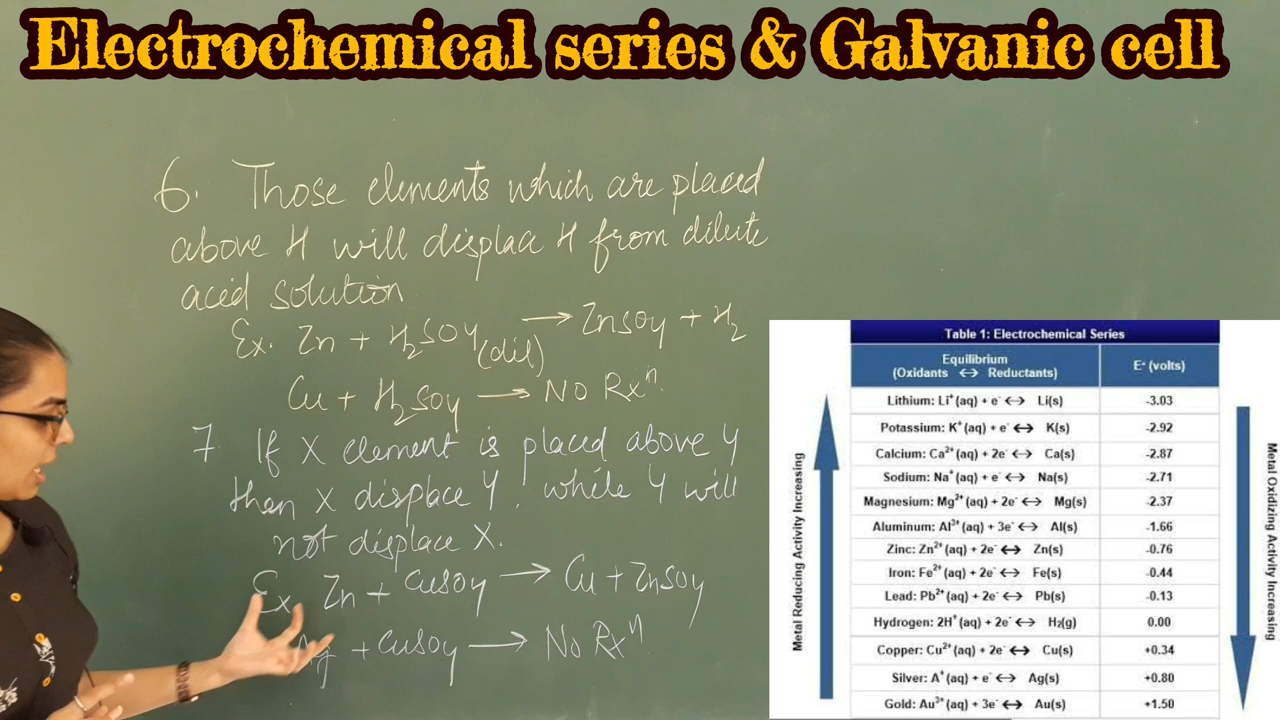 Electrochemical series & Galvanic cell
6. Those elements which are placed
above H will displace H from dilute
acid solution
Ex. Zn + H₂SO₄ (dil) → ZnSO₄ + H₂
Cu + H₂SO₄ → No Rxⁿ.
7 If X element is placed above Y
then X displace Y. while Y will
not displace X.
Ex. Zn + CuSO₄ → Cu + ZnSO₄
Ag + CuSO₄ → No Rxⁿ.
Table 1: Electrochemical Series
Equilibrium
(Oxidants ↔ Reductants) E° (volts)
Lithium: Li⁺(aq) + e⁻ ↔ Li(s) -3.03
Potassium: K⁺(aq) + e⁻ ↔ K(s) -2.92
Calcium: Ca²⁺(aq) + 2e⁻ ↔ Ca(s) -2.87
Sodium: Na⁺(aq) + e⁻ ↔ Na(s) -2.71
Magnesium: Mg²⁺(aq) + 2e⁻ ↔ Mg(s) -2.37
Aluminum: Al³⁺(aq) + 3e⁻ ↔ Al(s) -1.66
Zinc: Zn²⁺(aq) + 2e⁻ ↔ Zn(s) -0.76
Iron: Fe²⁺(aq) + 2e⁻ ↔ Fe(s) -0.44
Lead: Pb²⁺(aq) + 2e⁻ ↔ Pb(s) -0.13
Hydrogen: 2H⁺(aq) + 2e⁻ ↔ H₂(g) 0.00
Copper: Cu²⁺(aq) + 2e⁻ ↔ Cu(s) +0.34
Silver: A⁺(aq) + e⁻ ↔ Ag(s) +0.80
Gold: Au³⁺(aq) + 3e⁻ ↔ Au(s) +1.50
Metal Reducing Activity Increasing
Metal Oxidizing Activity Increasing